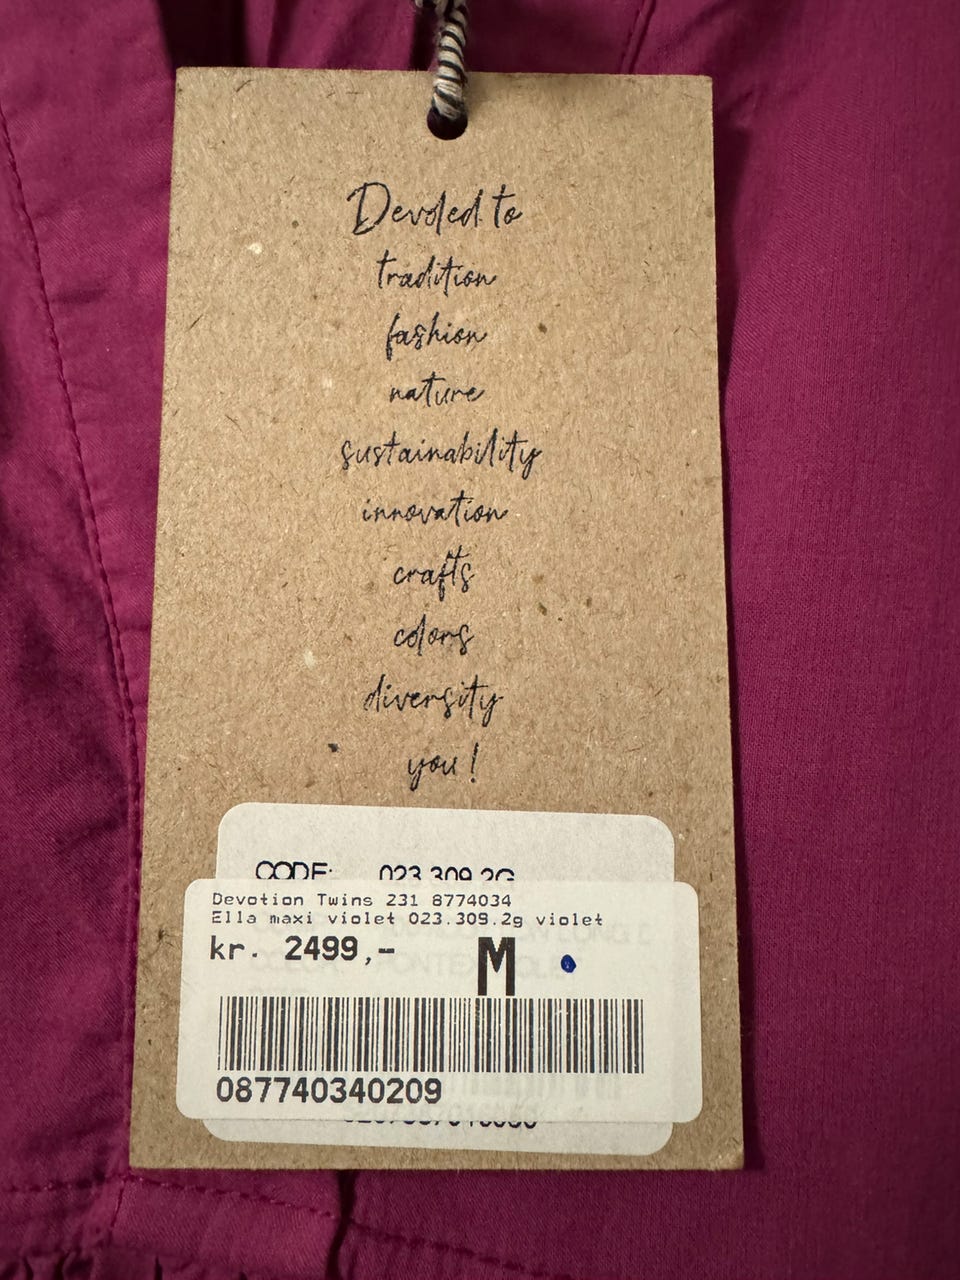 Devoted to
tradition
fashion
nature
sustainability
innovation
crafts
colors
diversity
you!
CODE: 023.309.2G
Devotion Twins 231 8774034
Ella maxi violet 023.309.2g violet
kr. 2499,- M
087740340209